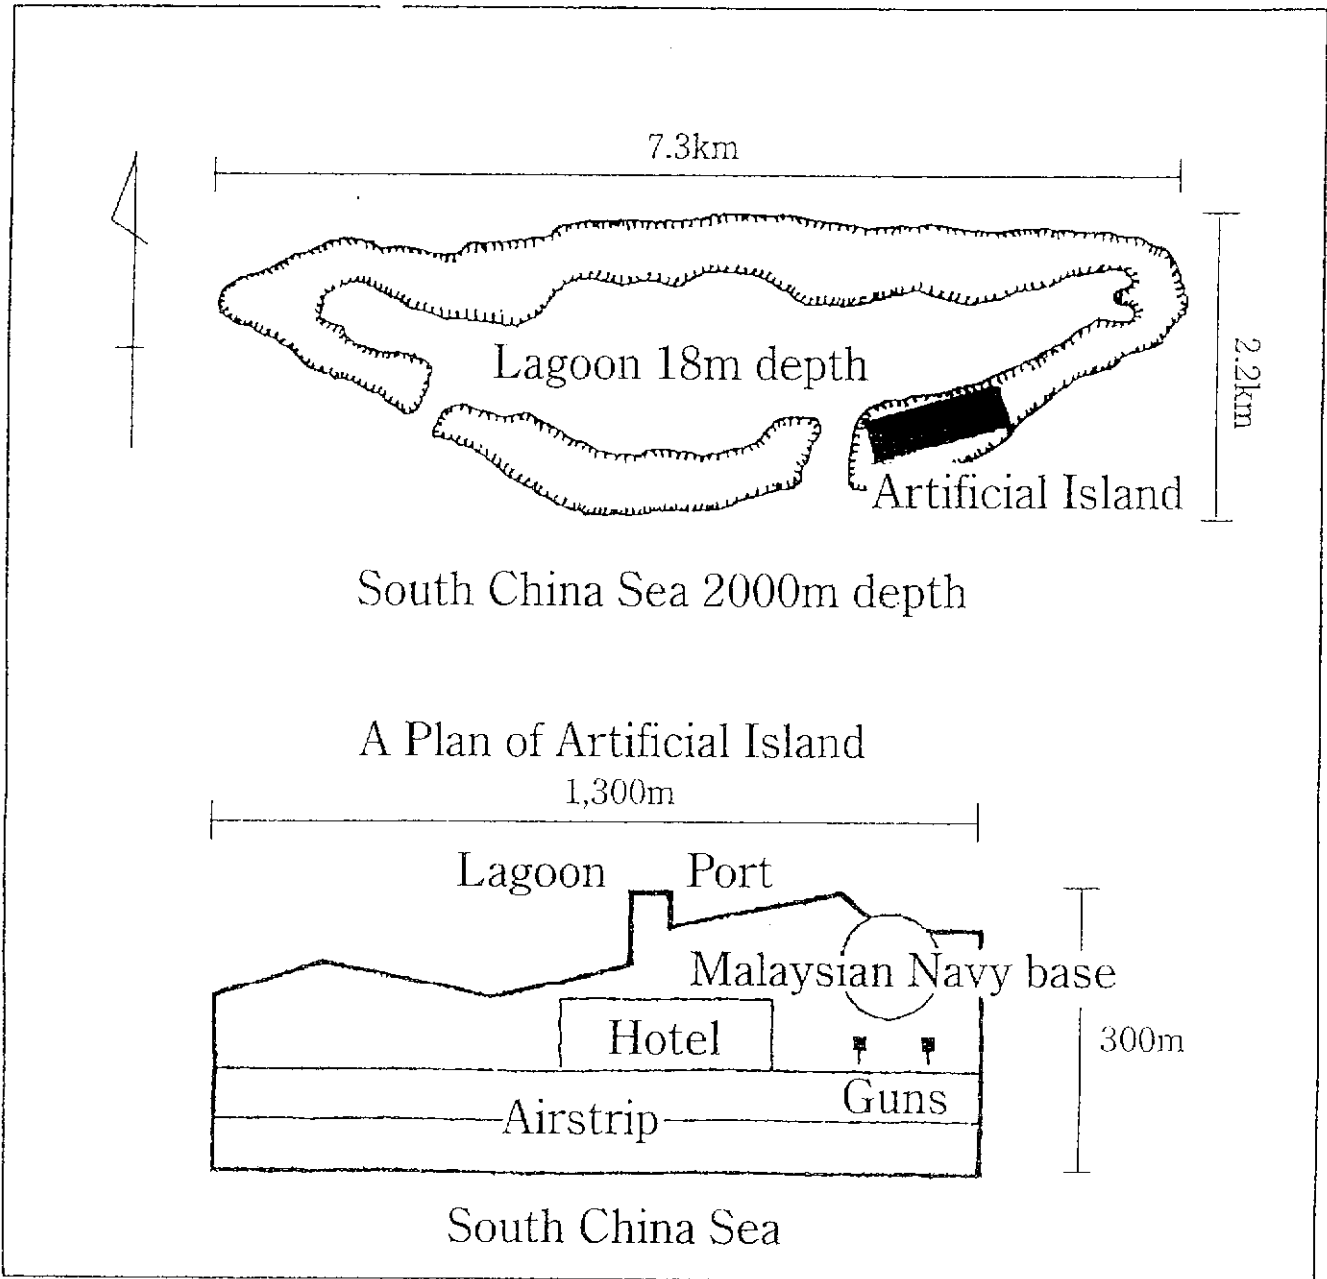 7.3km
2.2km
Lagoon 18m depth
Artificial Island
South China Sea 2000m depth
A Plan of Artificial Island
1,300m
Lagoon Port
Malaysian Navy base
Hotel
300m
Guns
Airstrip
South China Sea